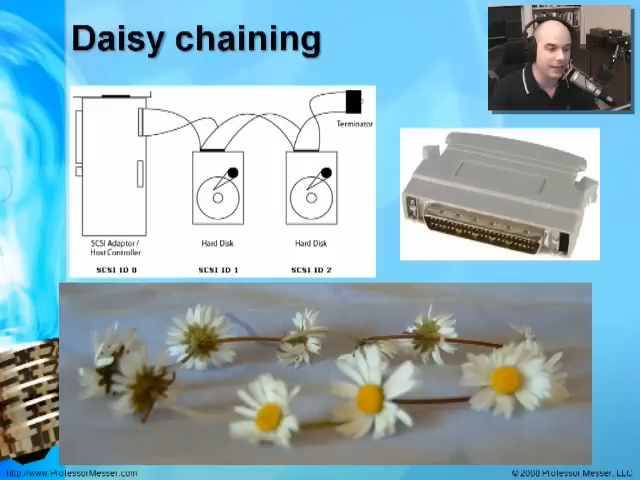 Daisy chaining
Terminator
SCSI Adaptor / Hard Disk Hard Disk
Host Controller
SCSI ID 0 SCSI ID 1 SCSI ID 2
http://www.ProfessorMesser.com © 2008 Professor Messer, LLC